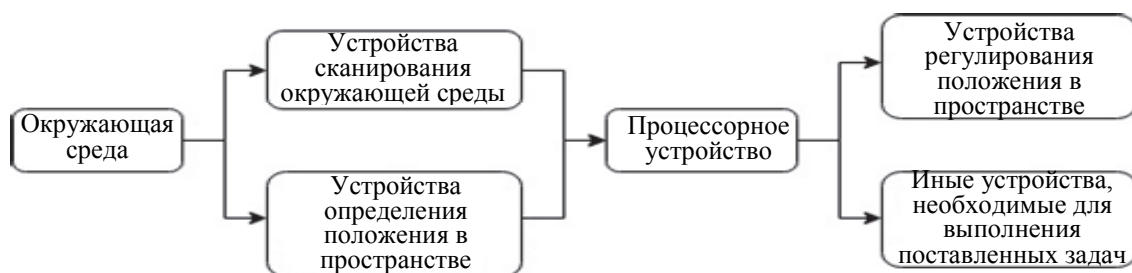 Окружающая
среда
Устройства
сканирования
окружающей среды
Устройства
определения
положения в
пространстве
Процессорное
устройство
Устройства
регулирования
положения в
пространстве
Иные устройства,
необходимые для
выполнения
поставленных задач